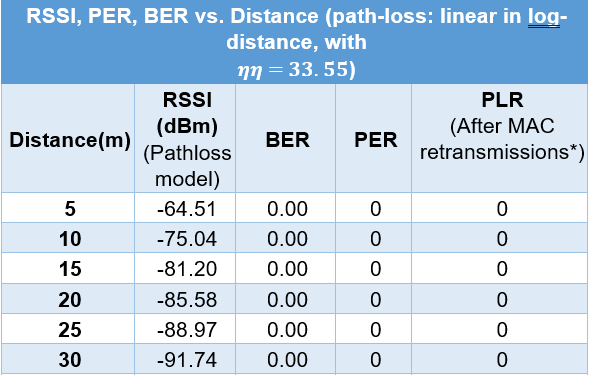 RSSI, PER, BER vs. Distance (path-loss: linear in log-
distance, with
𝜂𝜂 = 33.55)
Distance(m) RSSI (dBm) (Pathloss model) BER PER PLR (After MAC retransmissions*)
5 -64.51 0.00 0 0
10 -75.04 0.00 0 0
15 -81.20 0.00 0 0
20 -85.58 0.00 0 0
25 -88.97 0.00 0 0
30 -91.74 0.00 0 0